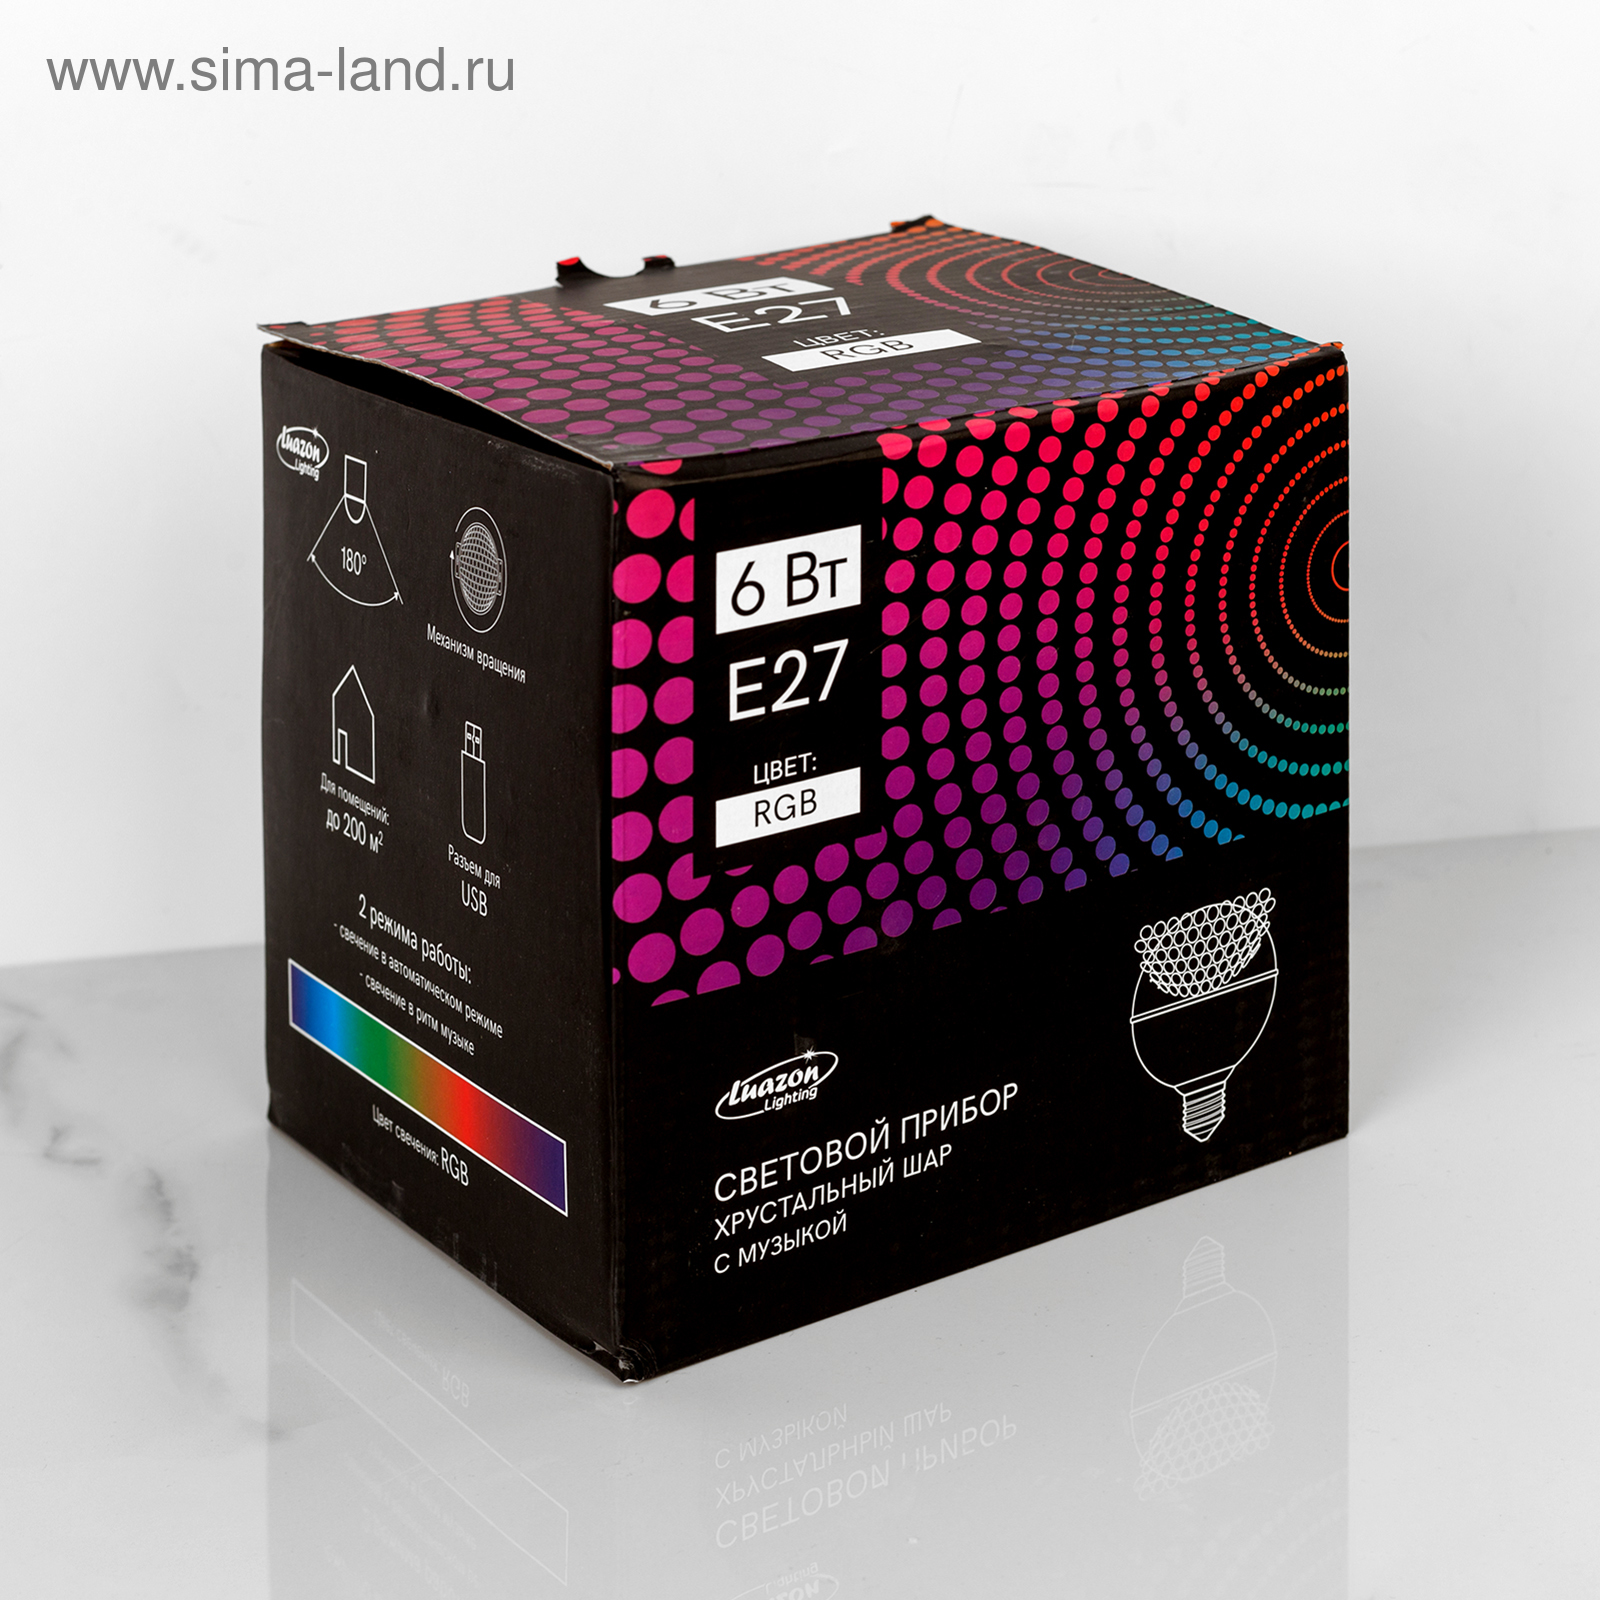 www.sima-land.ru
6 Вт
E27
ЦВЕТ:
RGB
Luazon
Lighting
180°
Механизм вращения
Для помещений:
до 200 м²
Разъем для
USB
2 режима работы:
- свечение в автоматическом режиме
- свечение в ритм музыке
Цвет свечения: RGB
6 Вт
E27
ЦВЕТ:
RGB
Luazon
Lighting
СВЕТОВОЙ ПРИБОР
ХРУСТАЛЬНЫЙ ШАР
С МУЗЫКОЙ